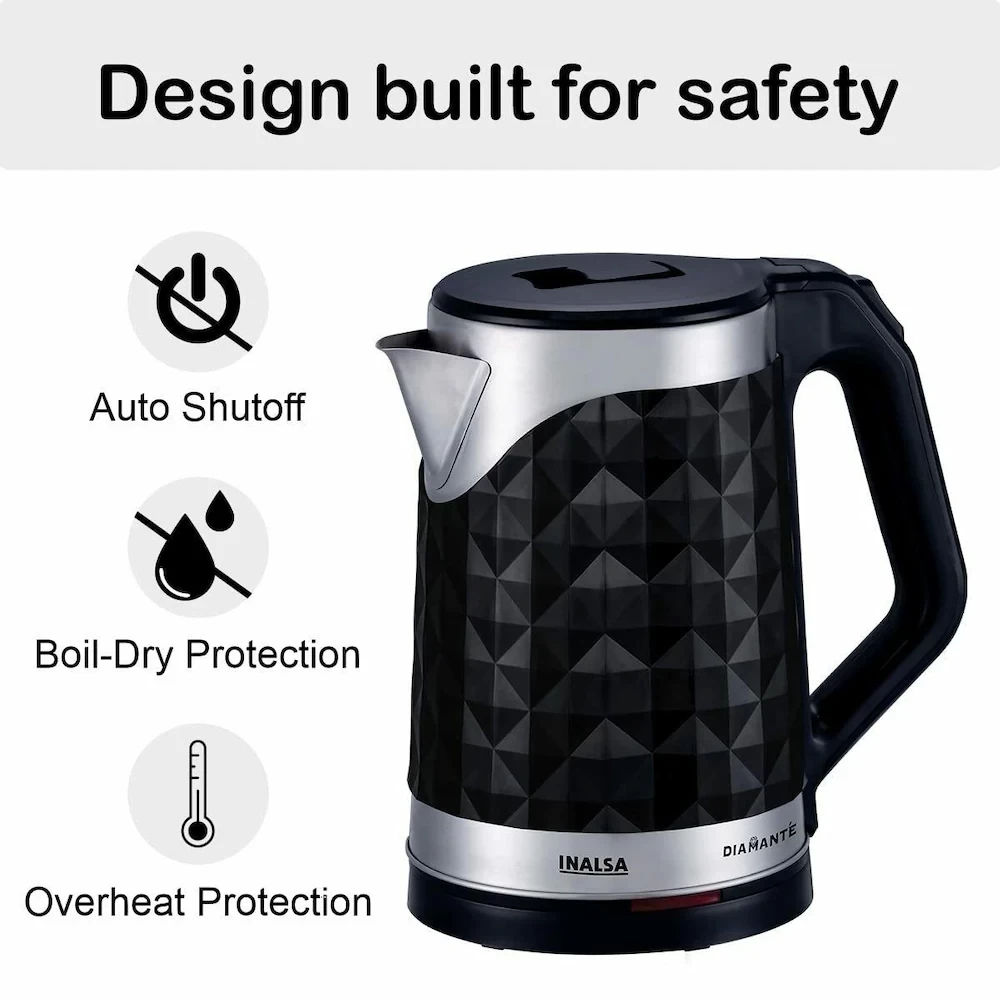 Design built for safety
Auto Shutoff
Boil-Dry Protection
Overheat Protection
INALSA
DIAMANTÉ